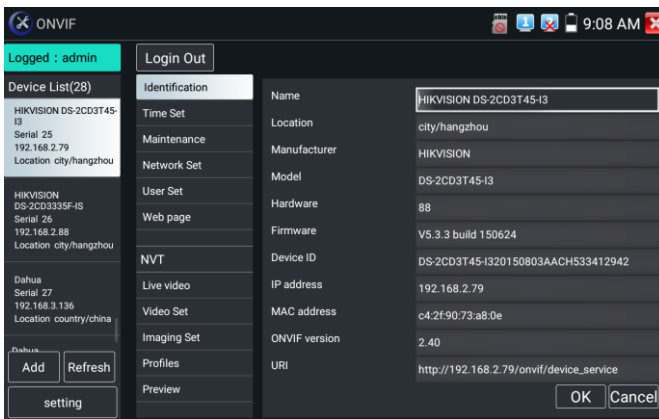 ONVIF
9:08 AM
Logged : admin
Login Out
Device List(28)
HIKVISION DS-2CD3T45-
I3
Serial 25
192.168.2.79
Location city/hangzhou
HIKVISION
DS-2CD3335F-IS
Serial 26
192.168.2.88
Location city/hangzhou
Dahua
Serial 27
192.168.3.136
Location country/china
Dahua
Add
Refresh
setting
Identification
Time Set
Maintenance
Network Set
User Set
Web page
NVT
Live video
Video Set
Imaging Set
Profiles
Preview
Name
HIKVISION DS-2CD3T45-I3
Location
city/hangzhou
Manufacturer
HIKVISION
Model
DS-2CD3T45-I3
Hardware
88
Firmware
V5.3.3 build 150624
Device ID
DS-2CD3T45-I320150803AACH533412942
IP address
192.168.2.79
MAC address
c4:2f:90:73:a8:0e
ONVIF version
2.40
URI
http://192.168.2.79/onvif/device_service
OK
Cancel